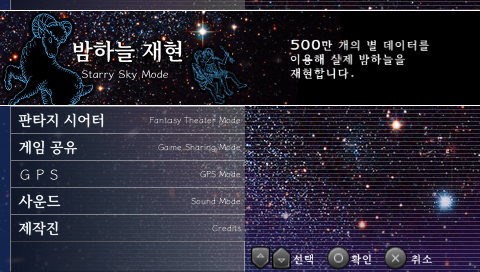 밤하늘 재현
Starry Sky Mode
500만 개의 별 데이터를
이용해 실제 밤하늘을
재현합니다.
판타지 시어터 Fantasy Theater Mode
게임 공유 Game Sharing Mode
GPS GPS Mode
사운드 Sound Mode
제작진 Credits
선택 확인 취소